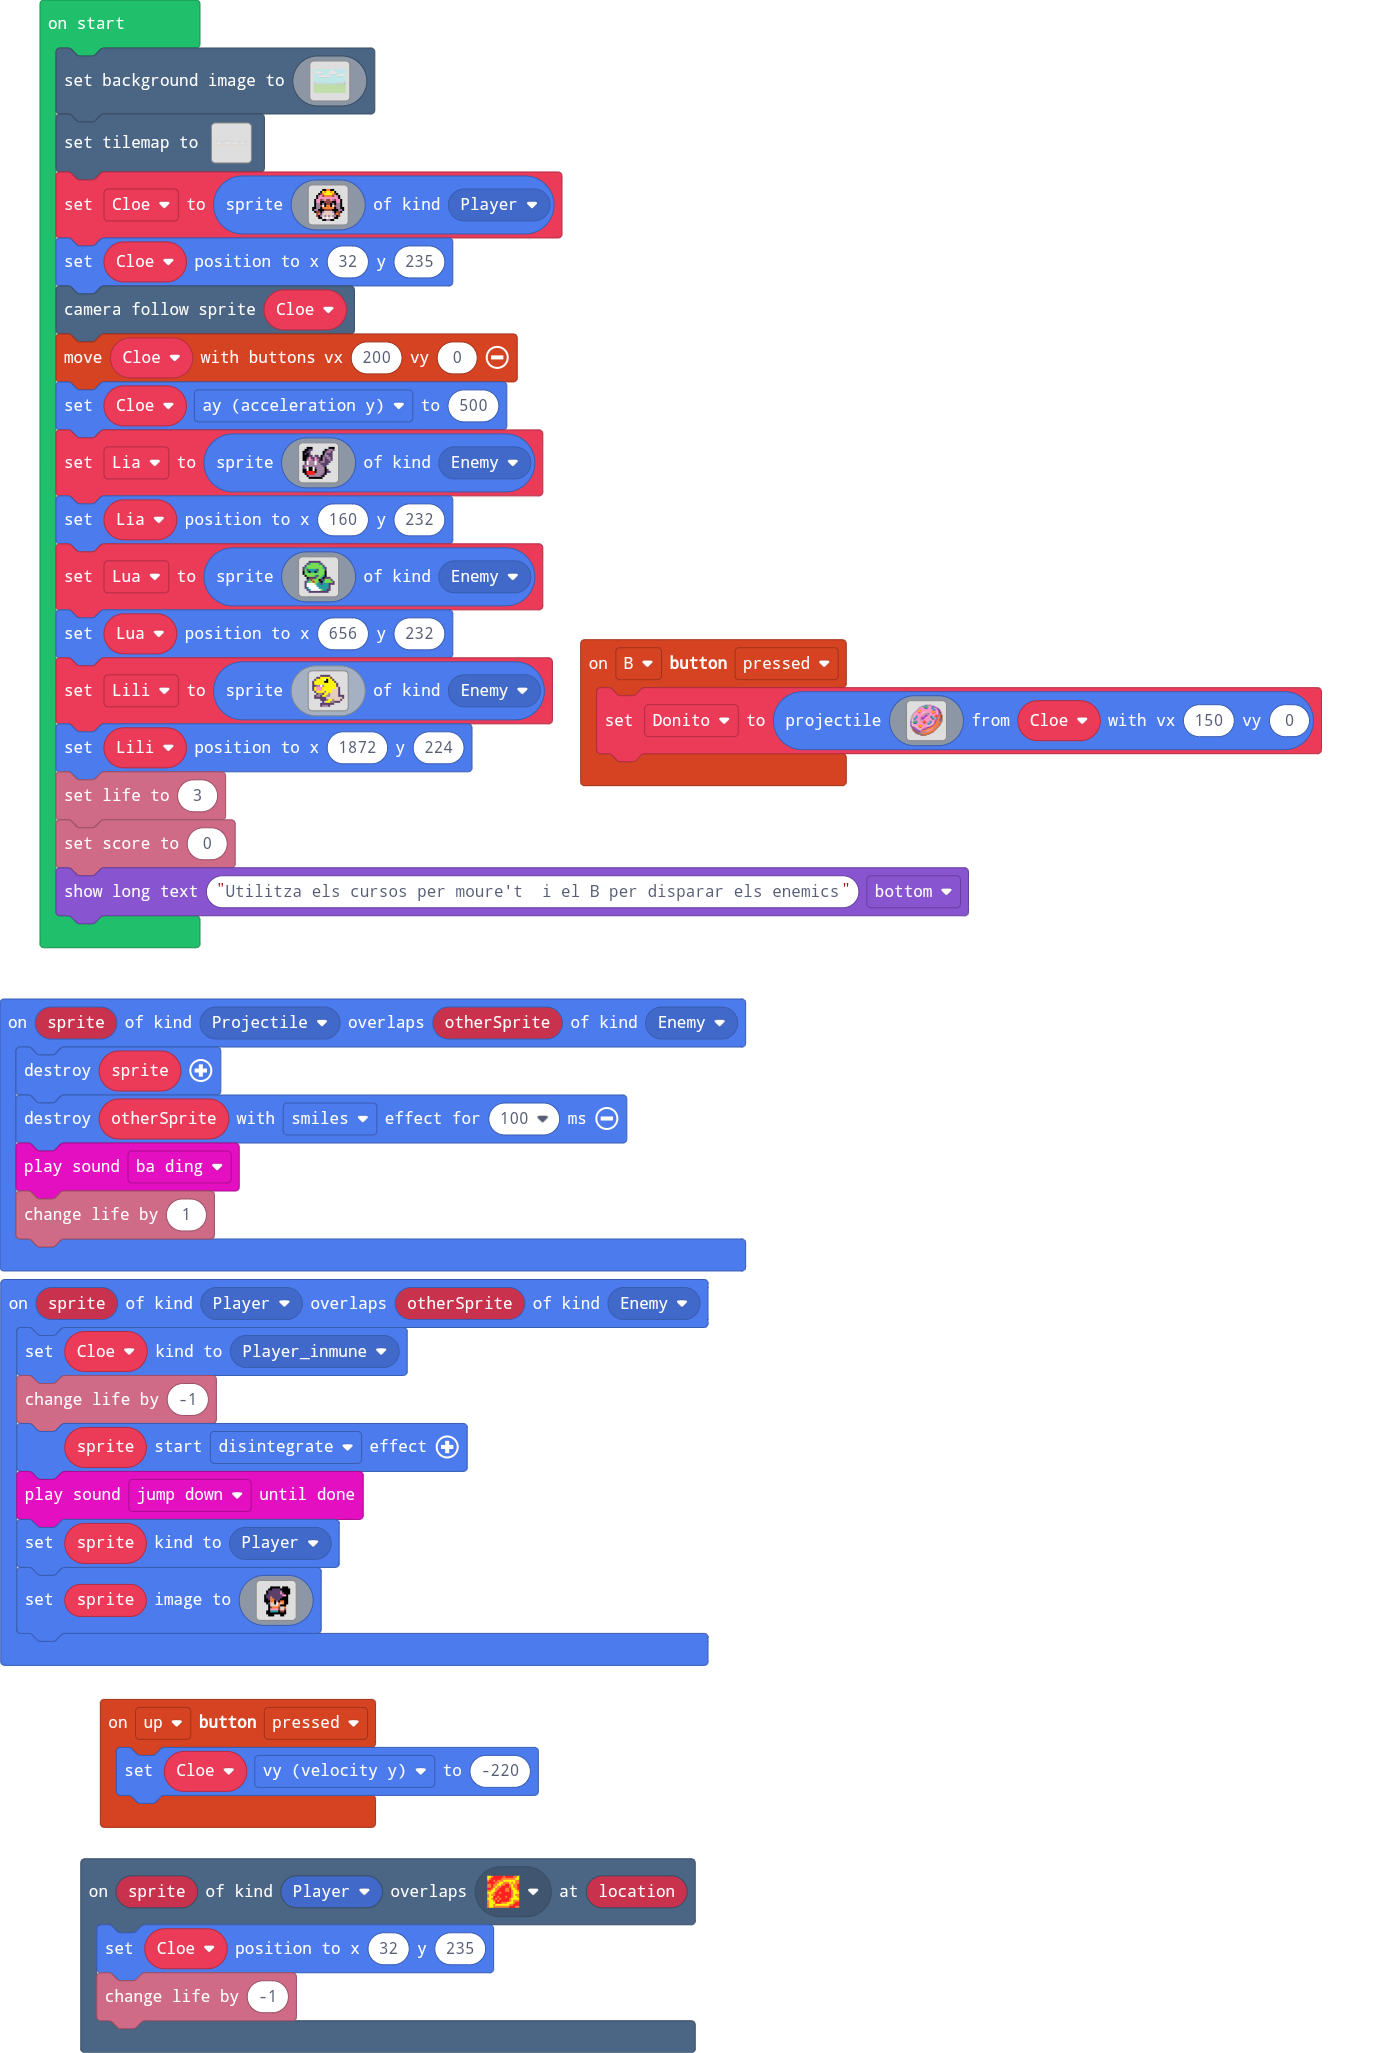 on start
set background image to
set tilemap to
set Cloe to sprite of kind Player
set Cloe position to x 32 y 235
camera follow sprite Cloe
move Cloe with buttons vx 200 vy 0
set Cloe ay (acceleration y) to 500
set Lia to sprite of kind Enemy
set Lia position to x 160 y 232
set Lua to sprite of kind Enemy
set Lua position to x 656 y 232
set Lili to sprite of kind Enemy
set Lili position to x 1872 y 224
set life to 3
set score to 0
show long text "Utilitza els cursos per moure't  i el B per disparar els enemics" bottom
on B button pressed
set Donito to projectile from Cloe with vx 150 vy 0
on sprite of kind Projectile overlaps otherSprite of kind Enemy
destroy sprite
destroy otherSprite with smiles effect for 100 ms
play sound ba ding
change life by 1
on sprite of kind Player overlaps otherSprite of kind Enemy
set Cloe kind to Player_inmune
change life by -1
sprite start disintegrate effect
play sound jump down until done
set sprite kind to Player
set sprite image to
on up button pressed
set Cloe vy (velocity y) to -220
on sprite of kind Player overlaps at location
set Cloe position to x 32 y 235
change life by -1